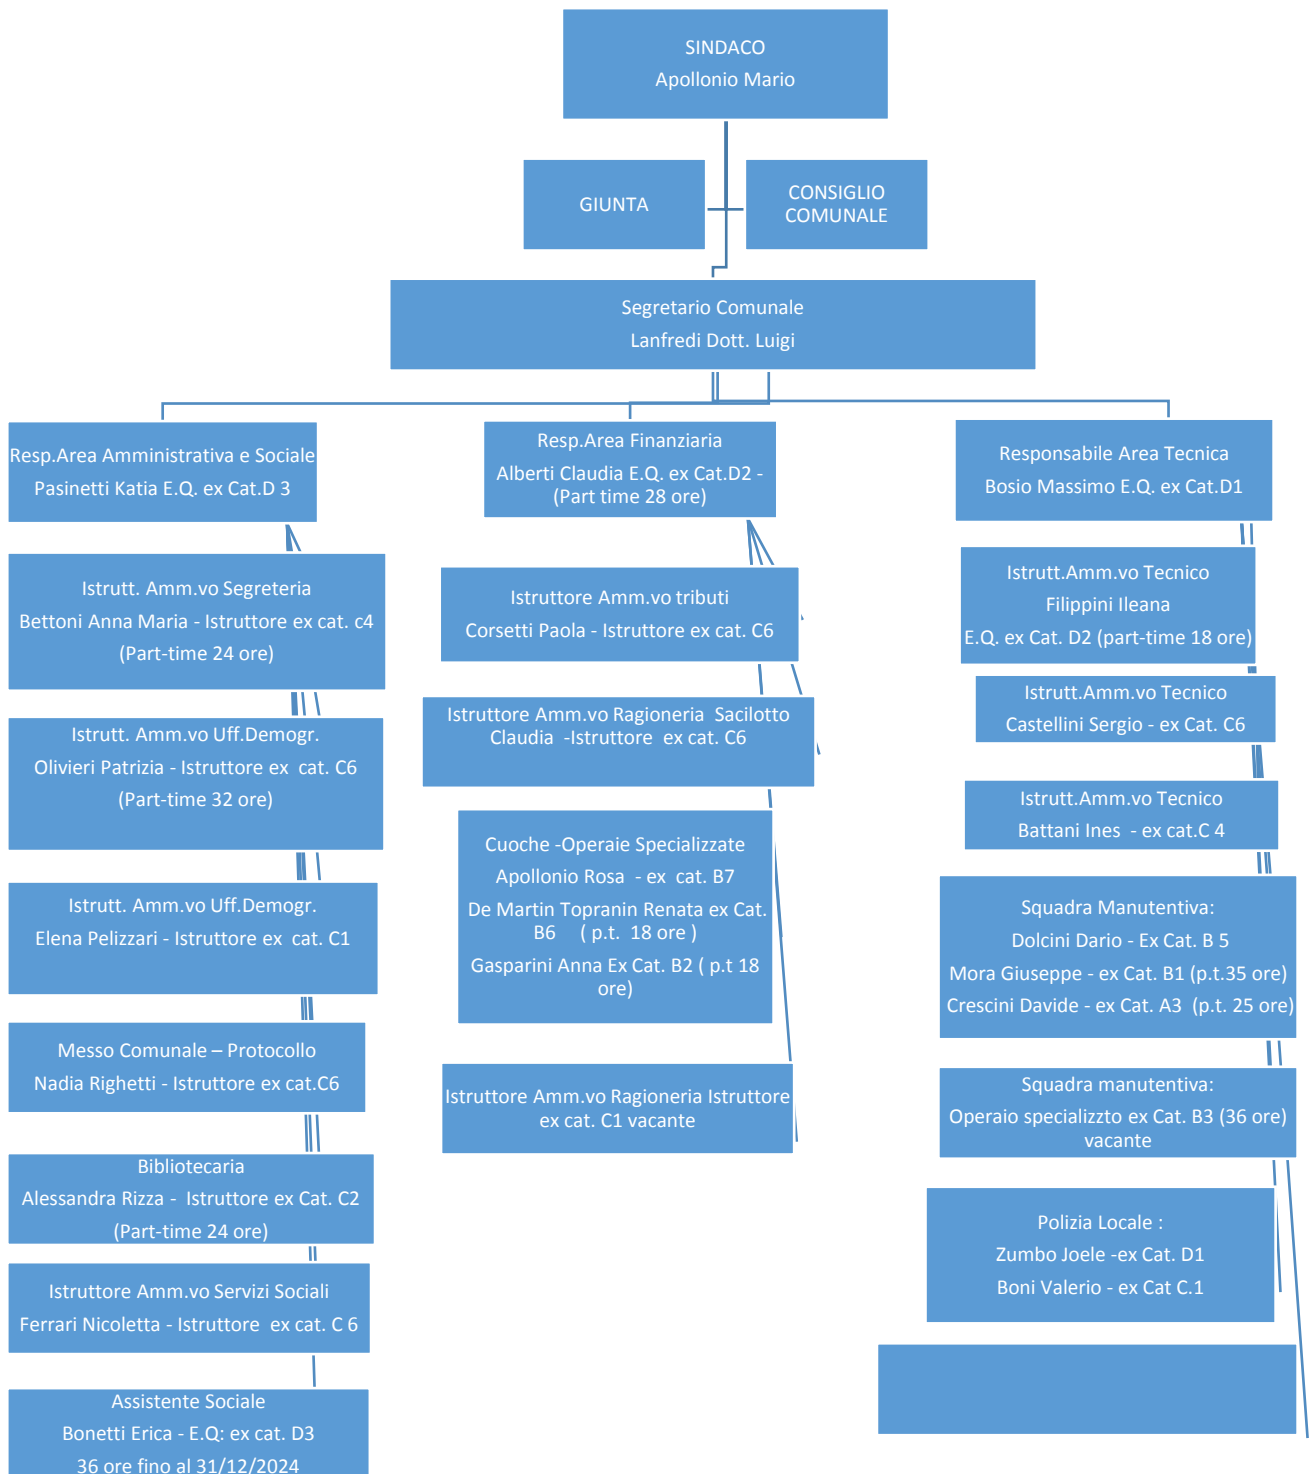 SINDACO
Apollonio Mario
GIUNTA
CONSIGLIO
COMUNALE
Segretario Comunale
Lanfredi Dott. Luigi
Resp.Area Amministrativa e Sociale
Pasinetti Katia E.Q. ex Cat.D 3
Istrutt. Amm.vo Segreteria
Bettoni Anna Maria - Istruttore ex cat. c4
(Part-time 24 ore)
Istrutt. Amm.vo Uff.Demogr.
Olivieri Patrizia - Istruttore ex cat. C6
(Part-time 32 ore)
Istrutt. Amm.vo Uff.Demogr.
Elena Pelizzari - Istruttore ex cat. C1
Messo Comunale – Protocollo
Nadia Righetti - Istruttore ex cat.C6
Bibliotecaria
Alessandra Rizza - Istruttore ex Cat. C2
(Part-time 24 ore)
Istruttore Amm.vo Servizi Sociali
Ferrari Nicoletta - Istruttore ex cat. C 6
Assistente Sociale
Bonetti Erica - E.Q: ex cat. D3
36 ore fino al 31/12/2024
Resp.Area Finanziaria
Alberti Claudia E.Q. ex Cat.D2 -
(Part time 28 ore)
Istruttore Amm.vo tributi
Corsetti Paola - Istruttore ex cat. C6
Istruttore Amm.vo Ragioneria Sacilotto
Claudia -Istruttore ex cat. C6
Cuoche -Operaie Specializzate
Apollonio Rosa - ex cat. B7
De Martin Topranin Renata ex Cat.
B6 ( p.t. 18 ore )
Gasparini Anna Ex Cat. B2 ( p.t 18
ore)
Istruttore Amm.vo Ragioneria Istruttore
ex cat. C1 vacante
Responsabile Area Tecnica
Bosio Massimo E.Q. ex Cat.D1
Istrutt.Amm.vo Tecnico
Filippini Ileana
E.Q. ex Cat. D2 (part-time 18 ore)
Istrutt.Amm.vo Tecnico
Castellini Sergio - ex Cat. C6
Istrutt.Amm.vo Tecnico
Battani Ines - ex cat.C 4
Squadra Manutentiva:
Dolcini Dario - Ex Cat. B 5
Mora Giuseppe - ex Cat. B1 (p.t.35 ore)
Crescini Davide - ex Cat. A3 (p.t. 25 ore)
Squadra manutentiva:
Operaio specializzto ex Cat. B3 (36 ore)
vacante
Polizia Locale :
Zumbo Joele -ex Cat. D1
Boni Valerio - ex Cat C.1